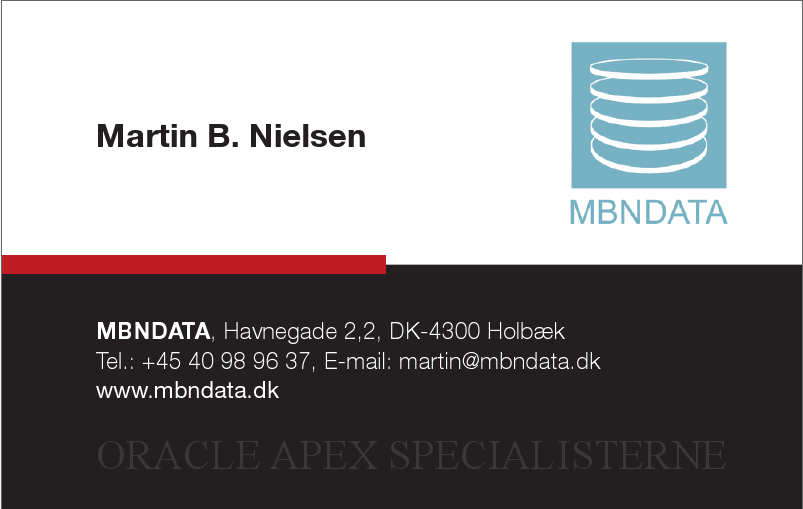 Martin B. Nielsen
MBNDATA
MBNDATA, Havnegade 2,2, DK-4300 Holbæk
Tel.: +45 40 98 96 37, E-mail: martin@mbndata.dk
www.mbndata.dk
ORACLE APEX SPECIALISTERNE